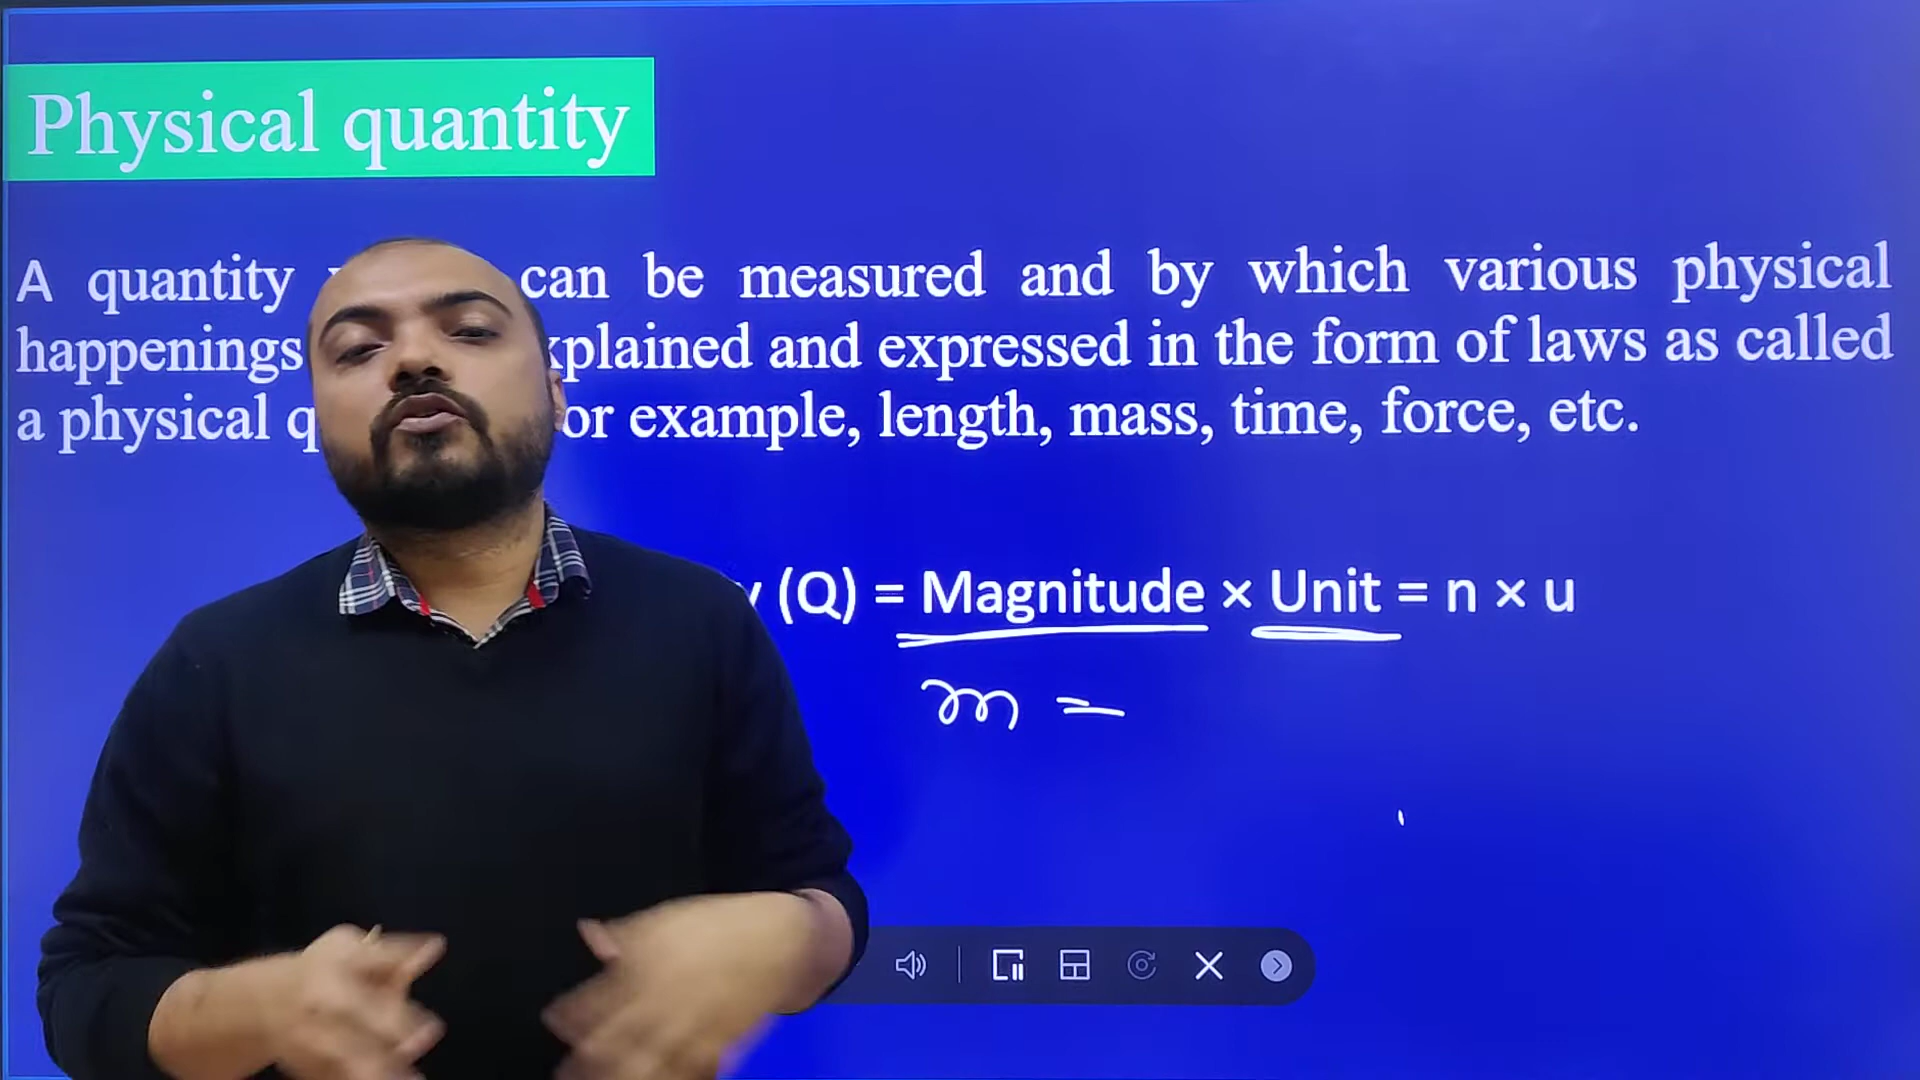 Physical quantity
A quantity can be measured and by which various physical
happenings explained and expressed in the form of laws as called
a physical or example, length, mass, time, force, etc.
(Q) = Magnitude × Unit = n × u
m =